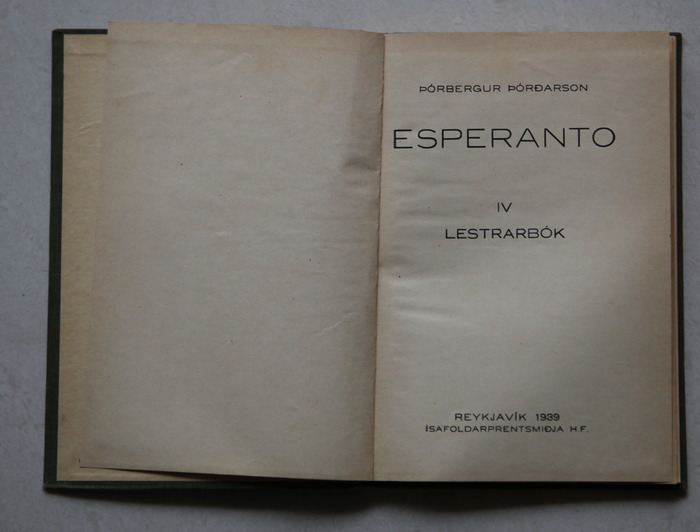 ÞÓRBERGUR ÞÓRÐARSON
ESPERANTO
IV
LESTRARBÓK
REYKJAVÍK 1939
ÍSAFOLDARPRENTSMIÐJA H.F.